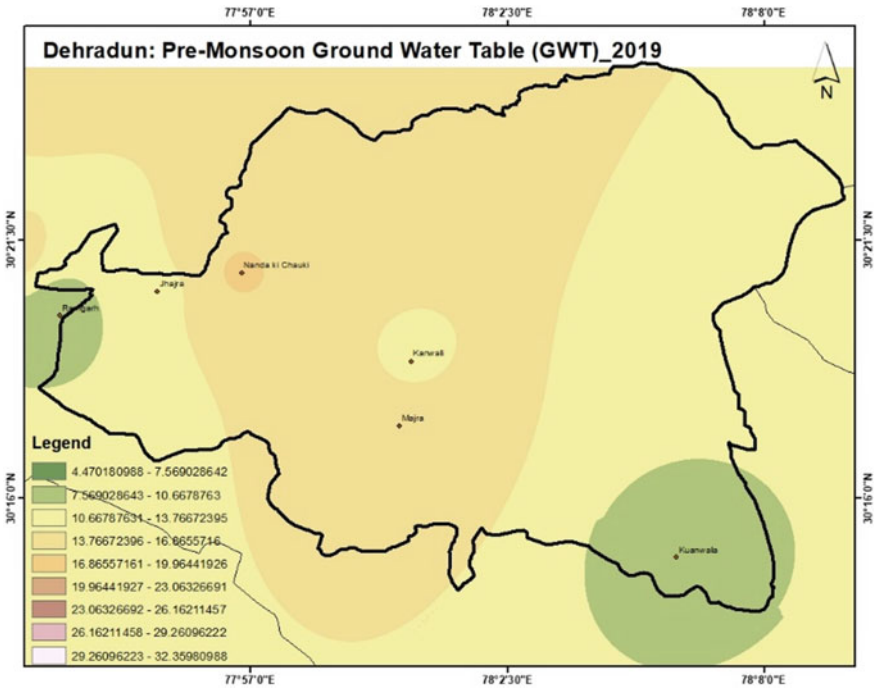 77°57'0"E 78°2'30"E 78°8'0"E
Dehradun: Pre-Monsoon Ground Water Table (GWT)_2019
N
30°21'30"N 30°21'30"N
Nanda ki Chauki
Jhajra
Kanwali
Majra
Legend
4.470180988 - 7.569028642
7.569028643 - 10.6678763
10.66787631 - 13.76672395
13.76672396 - 16.8655716
16.86557161 - 19.96441926
19.96441927 - 23.06326691
23.06326692 - 26.16211457
26.16211458 - 29.26096222
29.26096223 - 32.35980988
30°16'0"N 30°16'0"N
Kuanwala
77°57'0"E 78°2'30"E 78°8'0"E